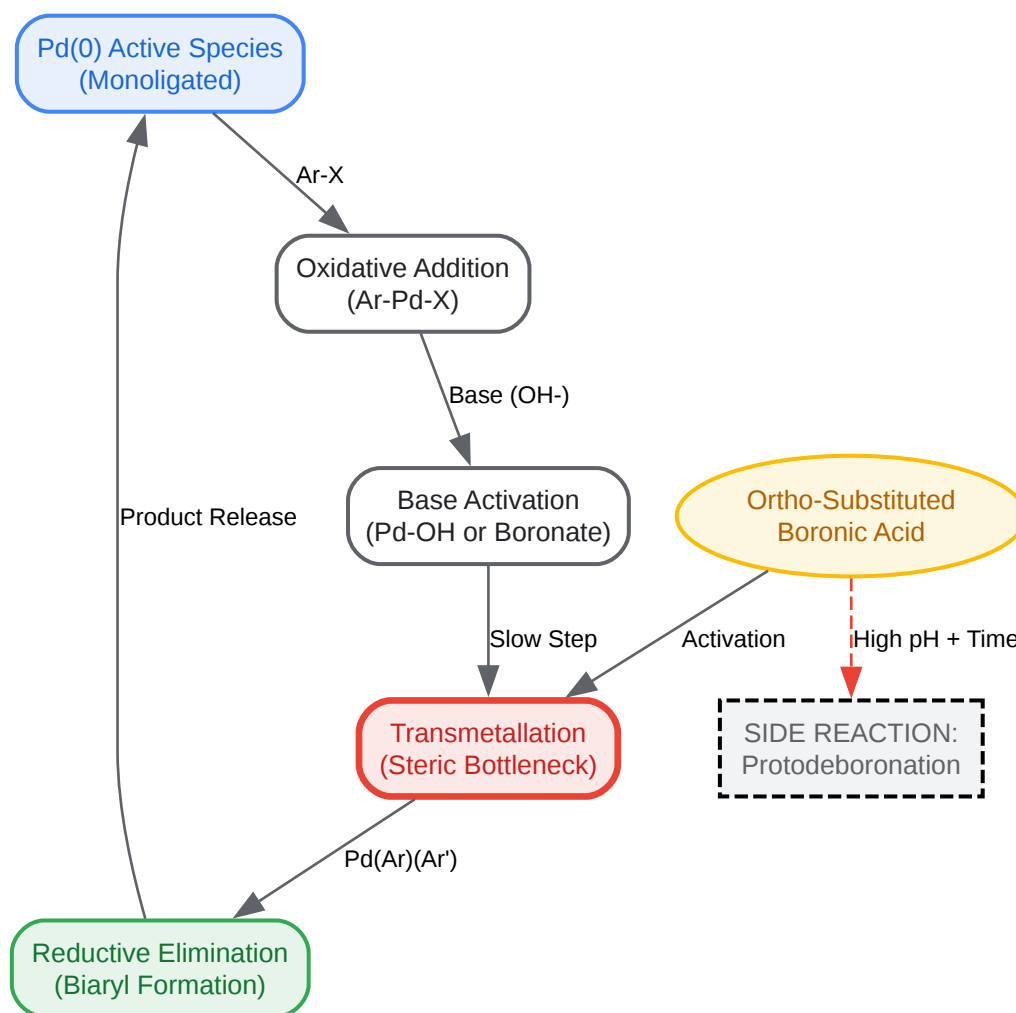 Pd(0) Active Species
(Monoligated)
Ar-X
Oxidative Addition
(Ar-Pd-X)
Base (OH-)
Base Activation
(Pd-OH or Boronate)
Ortho-Substituted
Boronic Acid
Product Release
Slow Step
Activation
High pH + Time
Transmetallation
(Steric Bottleneck)
SIDE REACTION:
Protodeboronation
Pd(Ar)(Ar')
Reductive Elimination
(Biaryl Formation)